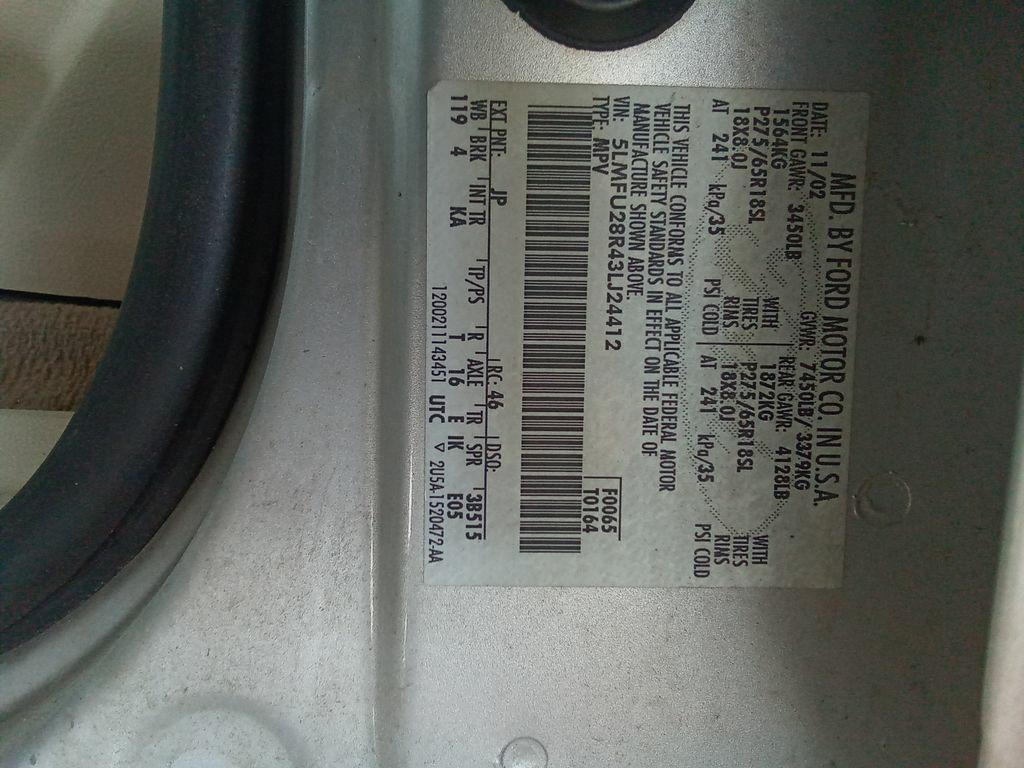 MFD. BY FORD MOTOR CO. IN U.S.A.
DATE: 11/02 GVWR: 7450LB/ 3379KG
FRONT GAWR: 3450LB REAR GAWR: 4128LB
1564KG WITH 1872KG WITH
P275/65R18SL TIRES P275/65R18SL TIRES
18X8.0J RIMS 18X8.0J RIMS
AT 241 kPa/35 PSI COLD AT 241 kPa/35 PSI COLD
THIS VEHICLE CONFORMS TO ALL APPLICABLE FEDERAL MOTOR
VEHICLE SAFETY STANDARDS IN EFFECT ON THE DATE OF
MANUFACTURE SHOWN ABOVE.
VIN: 5LMFU28R43LJ24412 F0065
TYPE: MPV T0164
EXT PNT: JP RC: 46 DSO: 3B515
WB BRK INT TR TP/PS R AXLE TR SPR E05
119 4 KA T 16 E IK
1200211143451 UTC ▽ 2U5A-1520472-AA